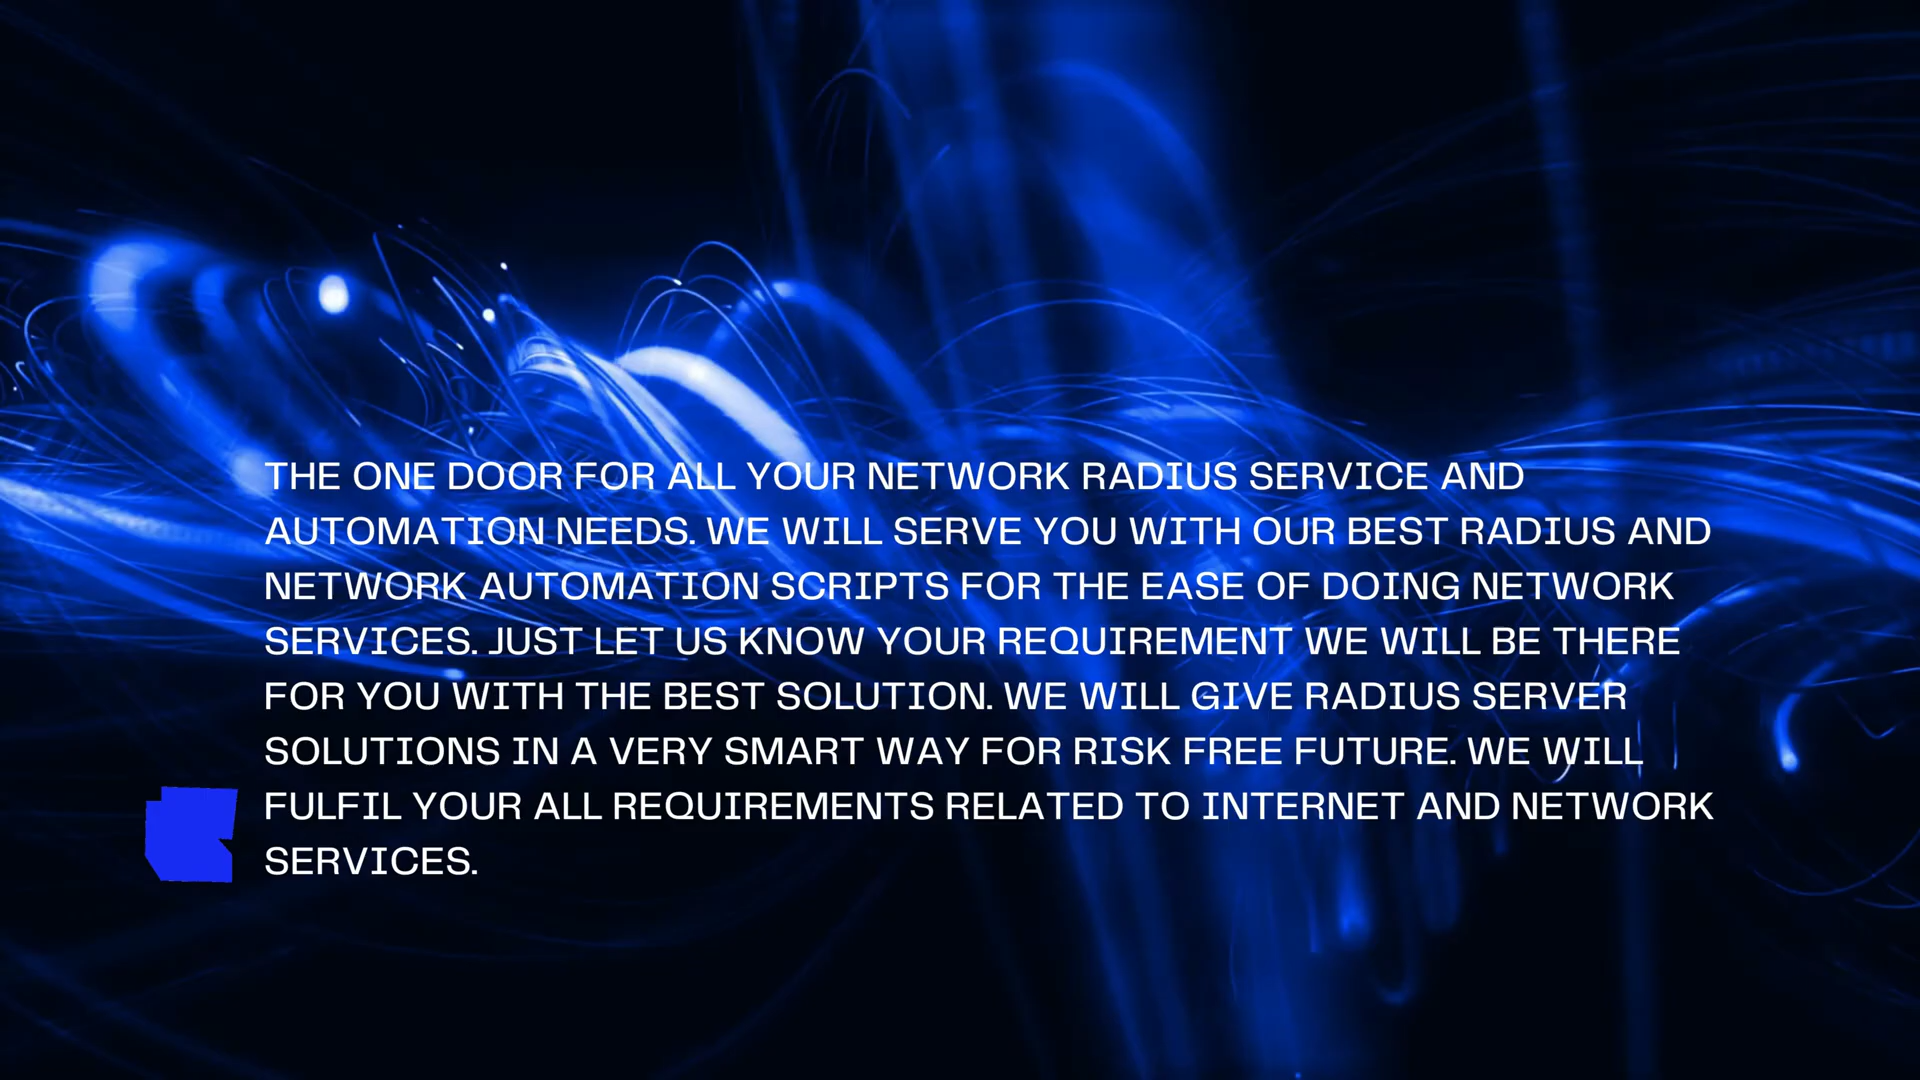 THE ONE DOOR FOR ALL YOUR NETWORK RADIUS SERVICE AND
AUTOMATION NEEDS. WE WILL SERVE YOU WITH OUR BEST RADIUS AND
NETWORK AUTOMATION SCRIPTS FOR THE EASE OF DOING NETWORK
SERVICES. JUST LET US KNOW YOUR REQUIREMENT WE WILL BE THERE
FOR YOU WITH THE BEST SOLUTION. WE WILL GIVE RADIUS SERVER
SOLUTIONS IN A VERY SMART WAY FOR RISK FREE FUTURE. WE WILL
FULFIL YOUR ALL REQUIREMENTS RELATED TO INTERNET AND NETWORK
SERVICES.